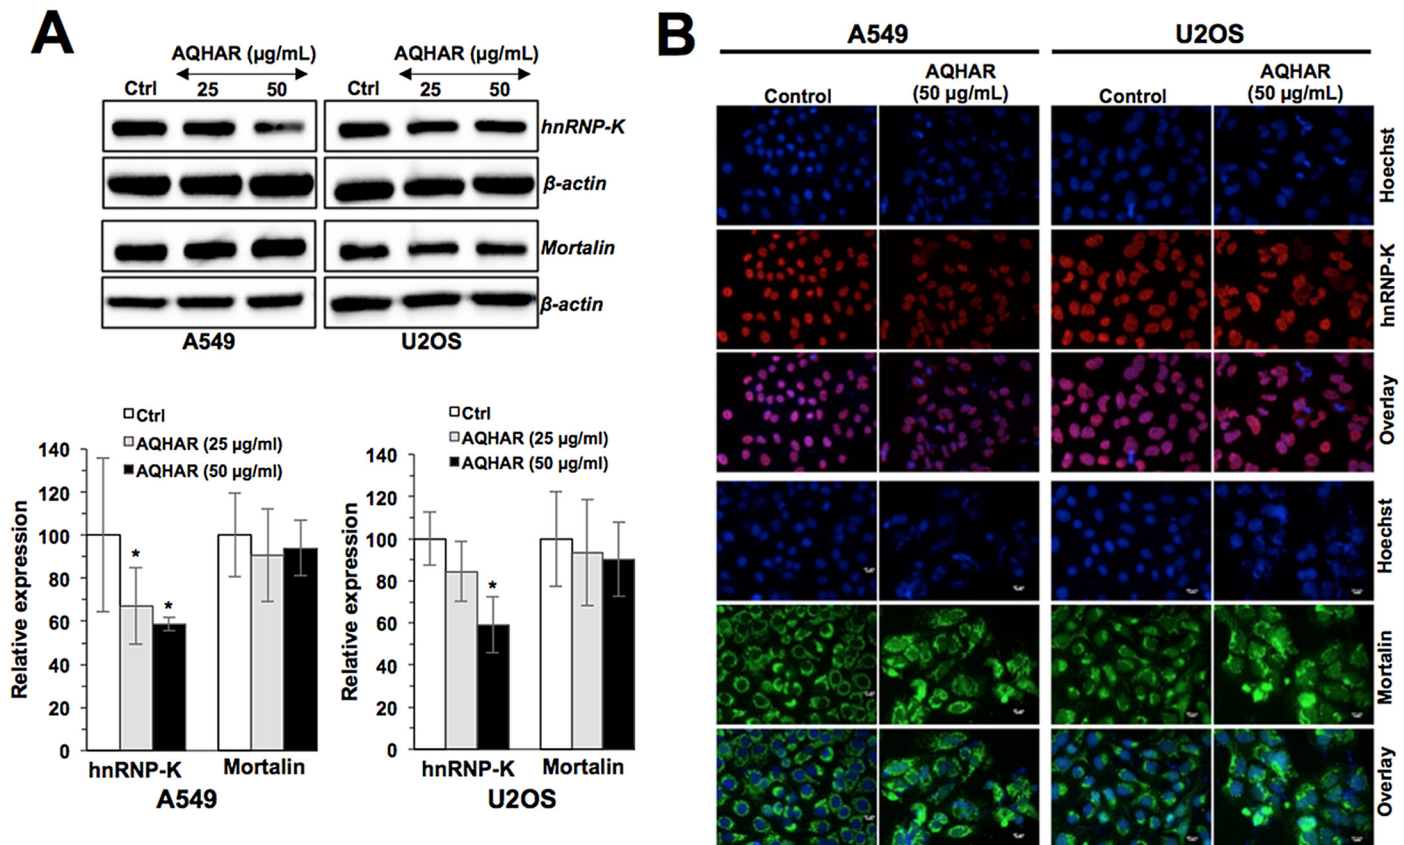 A
AQHAR (µg/mL)
Ctrl 25 50
AQHAR (µg/mL)
Ctrl 25 50
hnRNP-K
β-actin
Mortalin
β-actin
A549 U2OS
Ctrl
AQHAR (25 µg/ml)
AQHAR (50 µg/ml)
Relative expression
140
120
100
80
60
40
20
0
* *
hnRNP-K Mortalin
A549
Ctrl
AQHAR (25 µg/ml)
AQHAR (50 µg/ml)
Relative expression
140
120
100
80
60
40
20
0
*
hnRNP-K Mortalin
U2OS
B
A549 U2OS
Control
AQHAR
(50 µg/mL)
Control
AQHAR
(50 µg/mL)
Hoechst
hnRNP-K
Overlay
Hoechst
Mortalin
Overlay